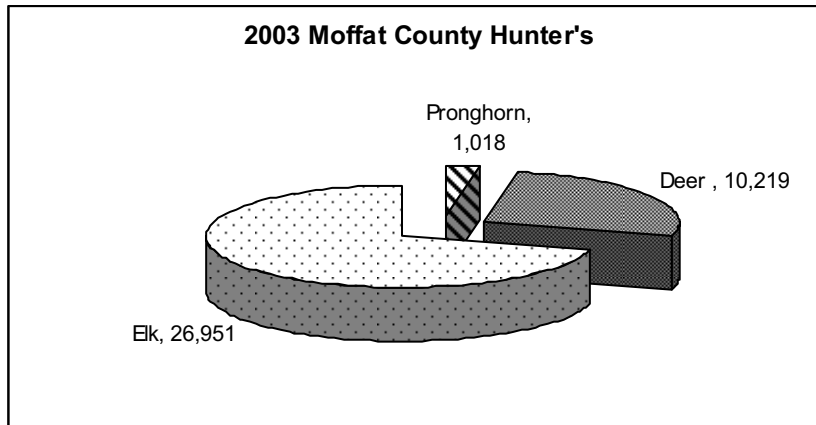 2003 Moffat County Hunter's
Pronghorn,
1,018
Deer , 10,219
Elk, 26,951